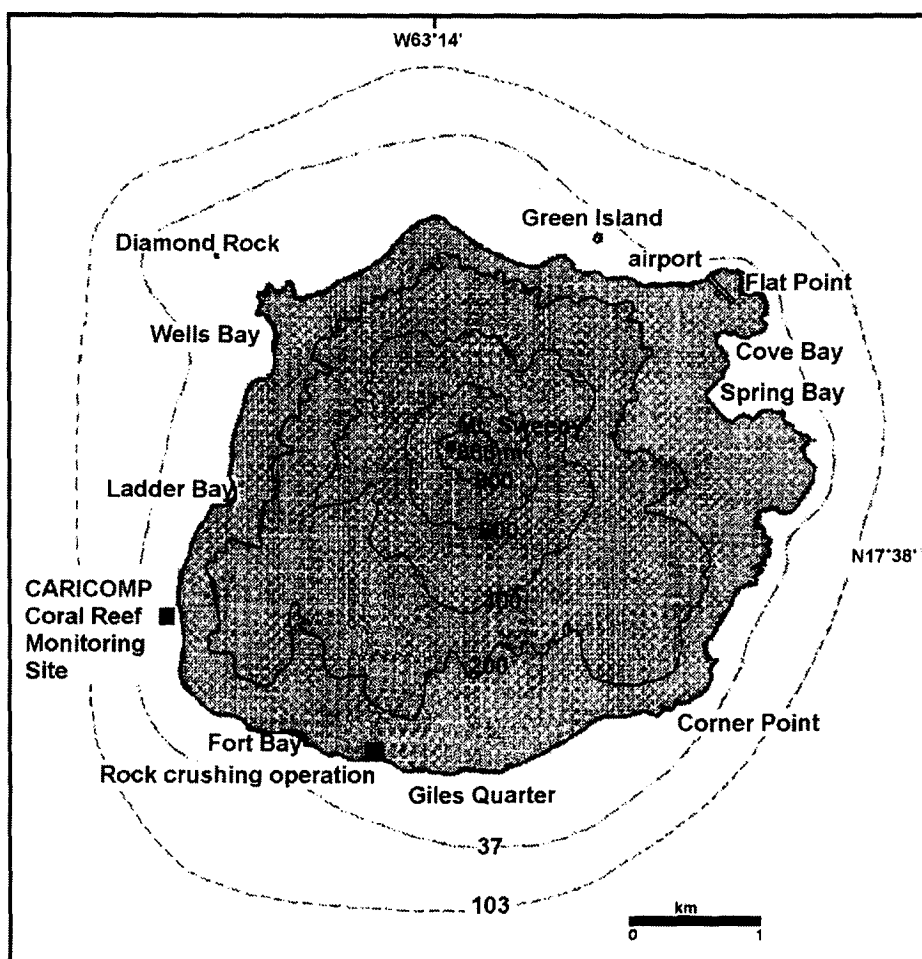 W63°14'
Green Island
Diamond Rock
airport
Flat Point
Wells Bay
Cove Bay
Spring Bay
Ladder Bay
N17°38'
CARICOMP
Coral Reef
Monitoring
Site
200
Corner Point
Fort Bay
Rock crushing operation
Giles Quarter
37
103
km
0 1